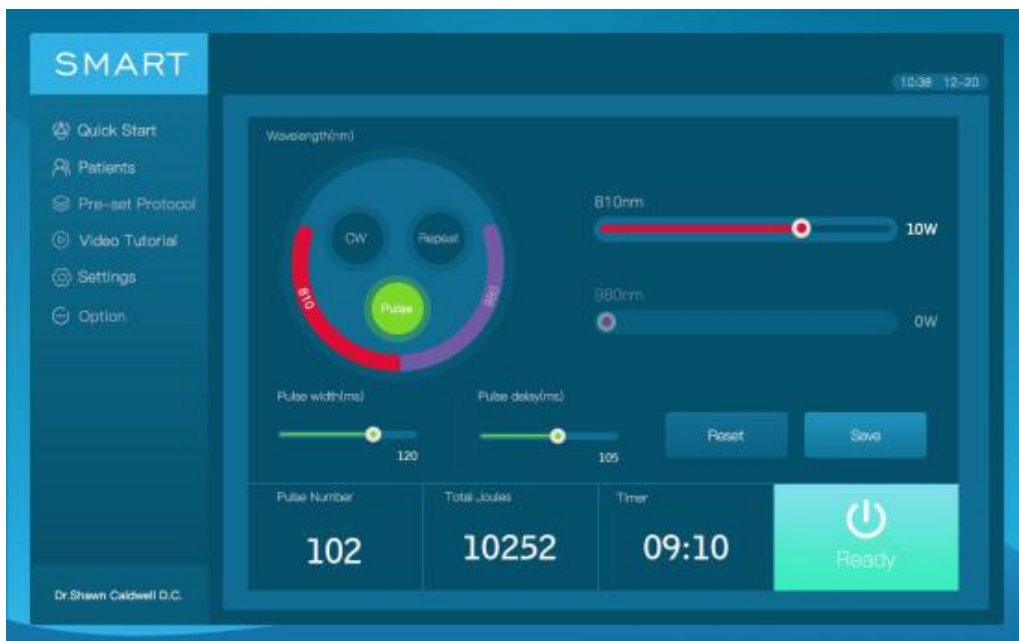 SMART
10:38 12-20
Quick Start
Patients
Pre-set Protocol
Video Tutorial
Settings
Option
Dr.Shawn Caldwell D.C.
Wavelength(nm)
CW
Repeat
Pulse
810
980
810nm
10W
980nm
0W
Pulse width(ms)
120
Pulse delay(ms)
105
Reset
Save
Pulse Number
102
Total Joules
10252
Timer
09:10
Ready